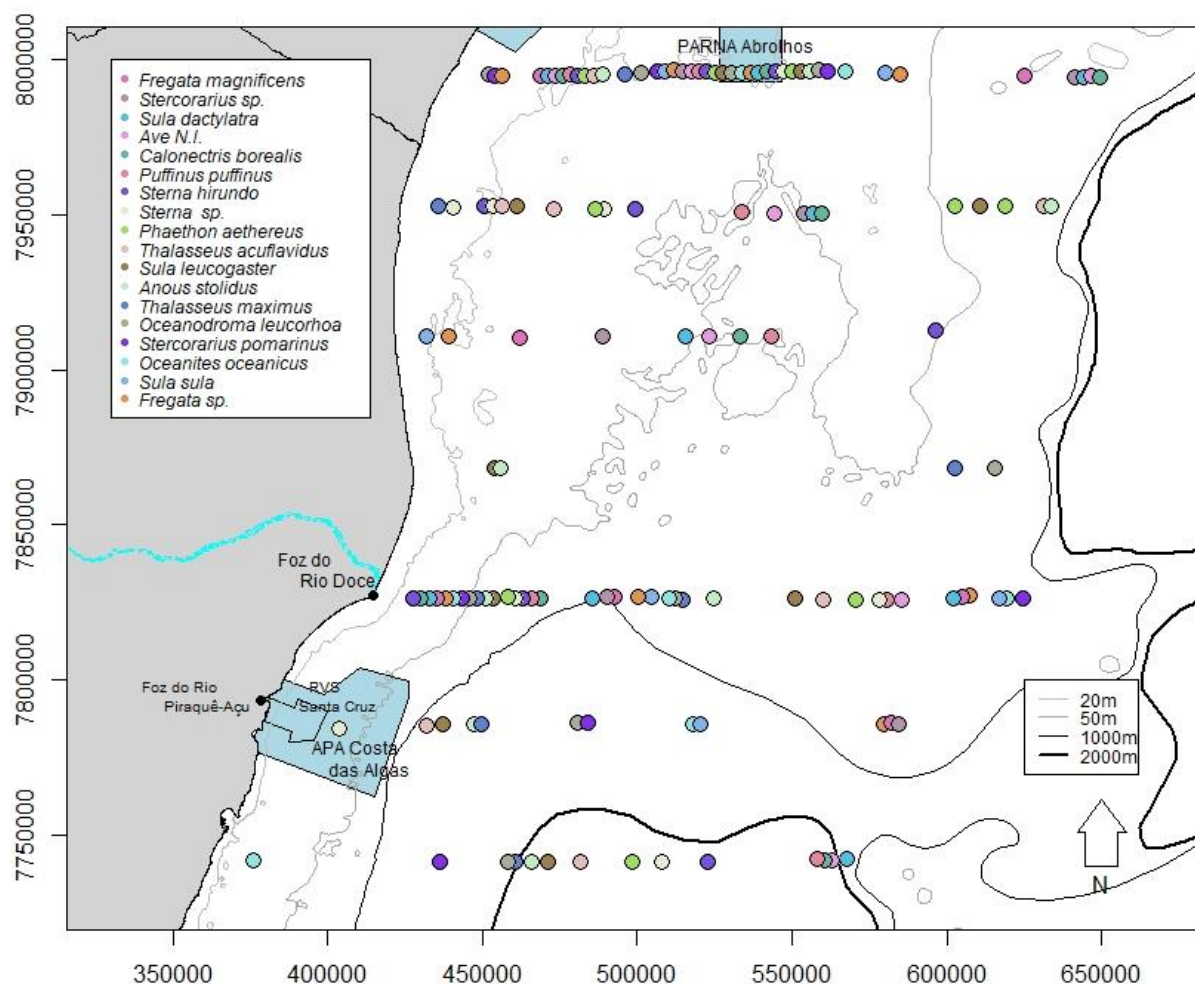 PARNA Abrolhos
Fregata magnificens
Stercorarius sp.
Sula dactylatra
Ave N.I.
Calonectris borealis
Puffinus puffinus
Sterna hirundo
Sterna sp.
Phaethon aethereus
Thalasseus acuflavidus
Sula leucogaster
Anous stolidus
Thalasseus maximus
Oceanodroma leucorhoa
Stercorarius pomarinus
Oceanites oceanicus
Sula sula
Fregata sp.
8000000
7950000
7900000
7850000
7800000
7750000
Foz do
Rio Doce
Foz do Rio
Piraquê-Açu
RVS
Santa Cruz
APA Costa
das Algas
20m
50m
1000m
2000m
N
350000 400000 450000 500000 550000 600000 650000